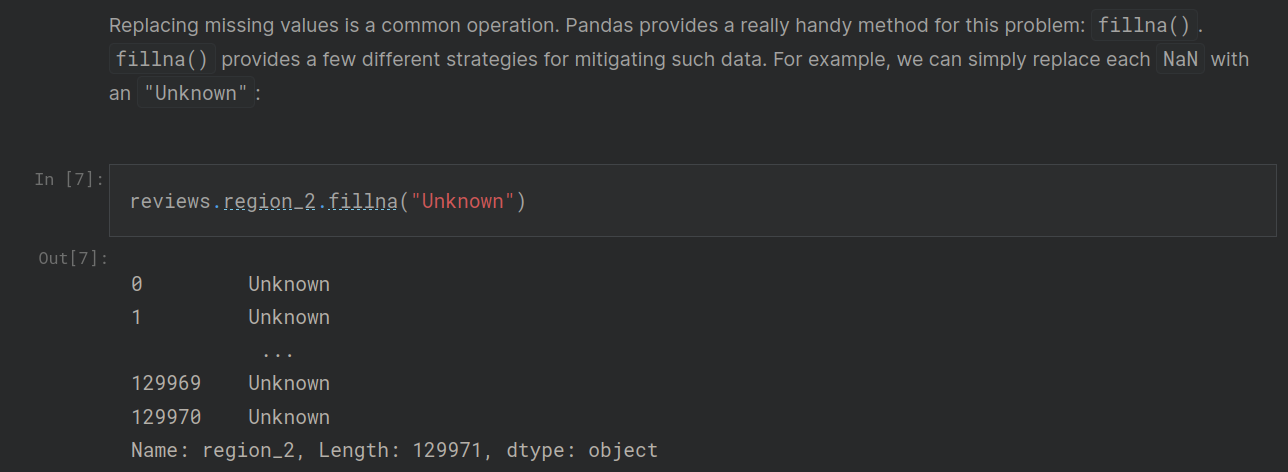 Replacing missing values is a common operation. Pandas provides a really handy method for this problem: fillna().
fillna() provides a few different strategies for mitigating such data. For example, we can simply replace each NaN with
an "Unknown":
In [7]:
reviews.region_2.fillna("Unknown")
Out[7]:
0         Unknown
1         Unknown
           ...
129969    Unknown
129970    Unknown
Name: region_2, Length: 129971, dtype: object